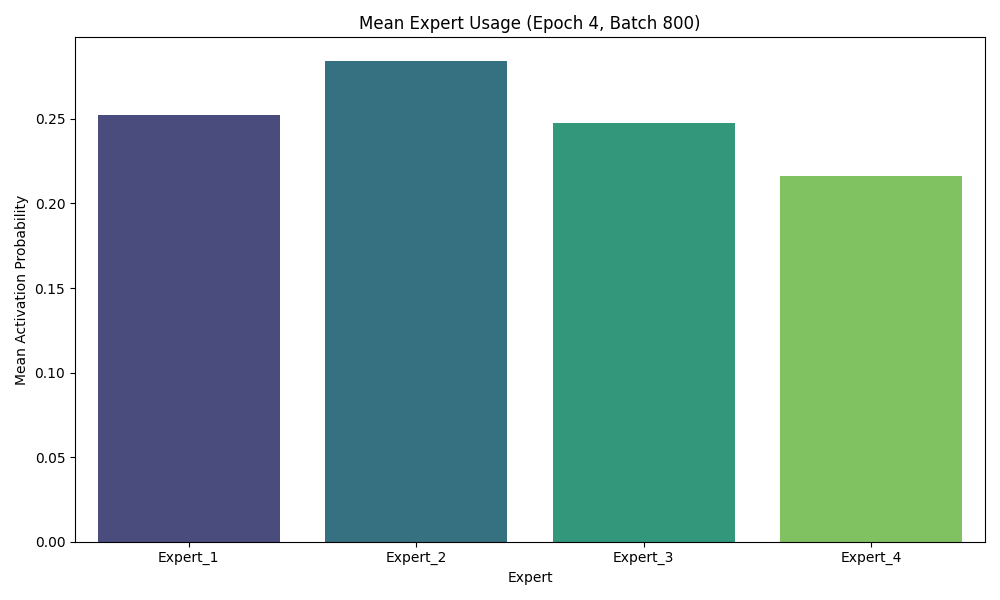 Mean Expert Usage (Epoch 4, Batch 800)
Mean Activation Probability
0.25
0.20
0.15
0.10
0.05
0.00
Expert_1
Expert_2
Expert_3
Expert_4
Expert